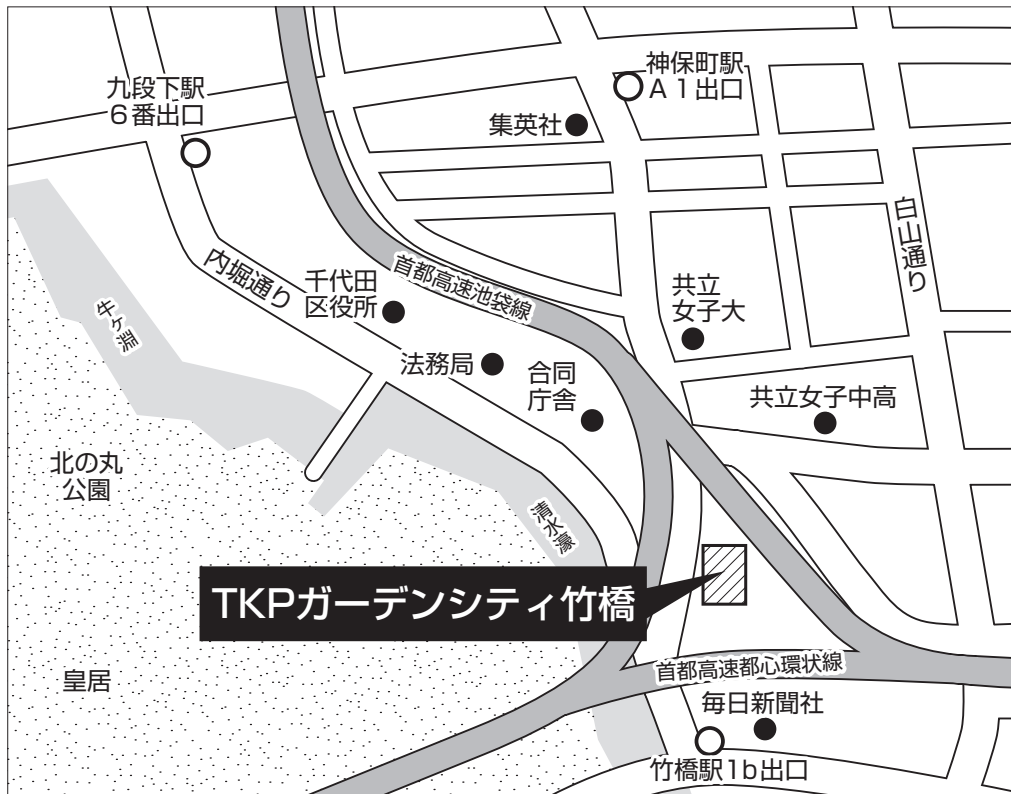 九段下駅
6番出口
神保町駅
A1出口
集英社
白山通り
内堀通り
首都高速池袋線
千代田
区役所
共立
女子大
牛ヶ淵
法務局
合同
庁舎
共立女子中高
北の丸
公園
清水濠
TKPガーデンシティ竹橋
皇居
首都高速都心環状線
毎日新聞社
竹橋駅1b出口